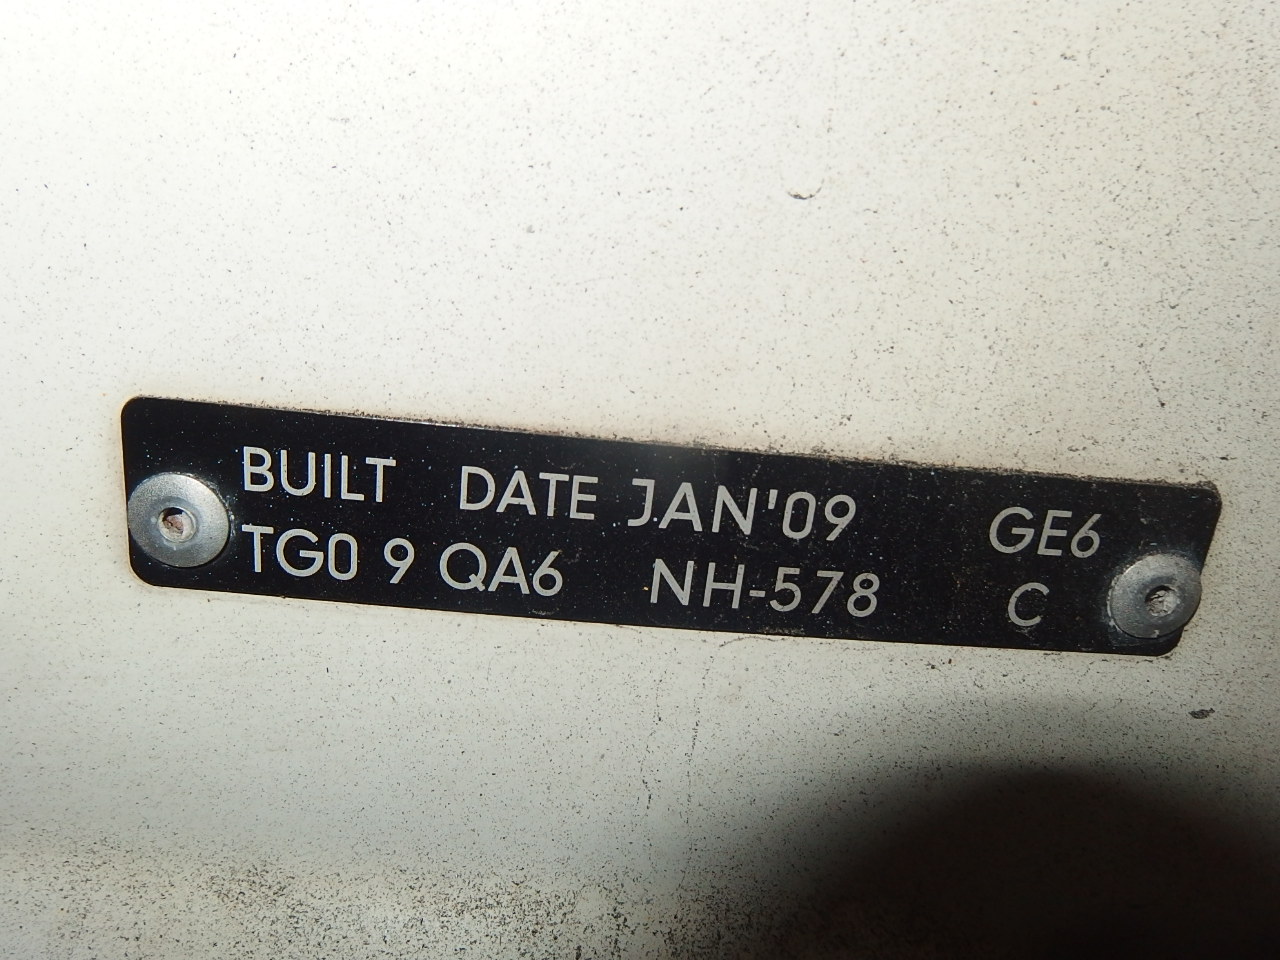 BUILT DATE JAN'09 GE6
TG0 9 QA6 NH-578 C